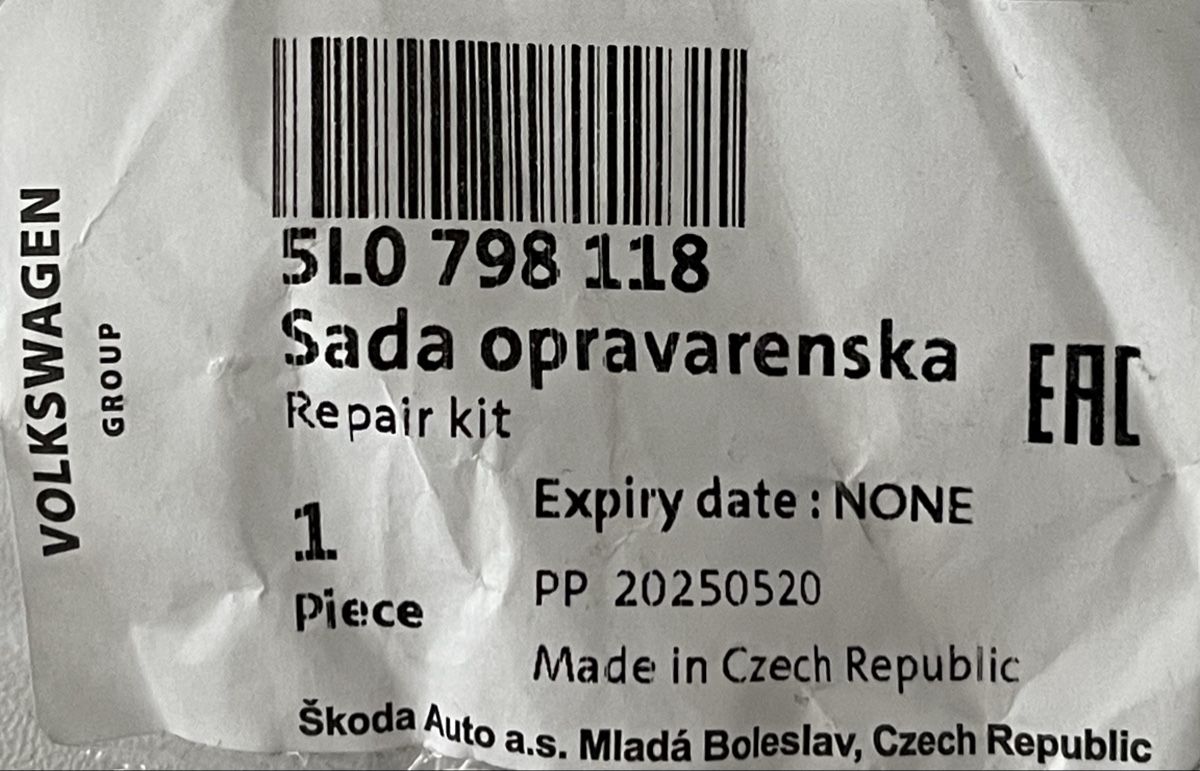 VOLKSWAGEN
GROUP
5L0 798 118
Sada opravarenska
Repair kit
EAC
1
Piece
Expiry date : NONE
PP 20250520
Made in Czech Republic
Škoda Auto a.s. Mladá Boleslav, Czech Republic